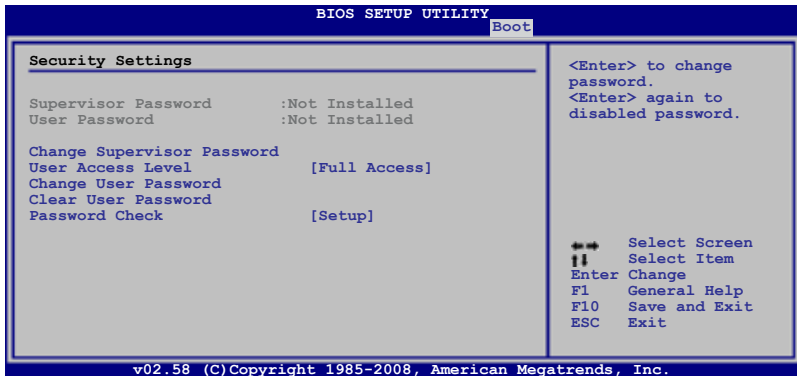 BIOS SETUP UTILITY
Boot
Security Settings
Supervisor Password :Not Installed
User Password :Not Installed
Change Supervisor Password
User Access Level [Full Access]
Change User Password
Clear User Password
Password Check [Setup]
<Enter> to change
password.
<Enter> again to
disabled password.
Select Screen
Select Item
Enter Change
F1 General Help
F10 Save and Exit
ESC Exit
v02.58 (C)Copyright 1985-2008, American Megatrends, Inc.